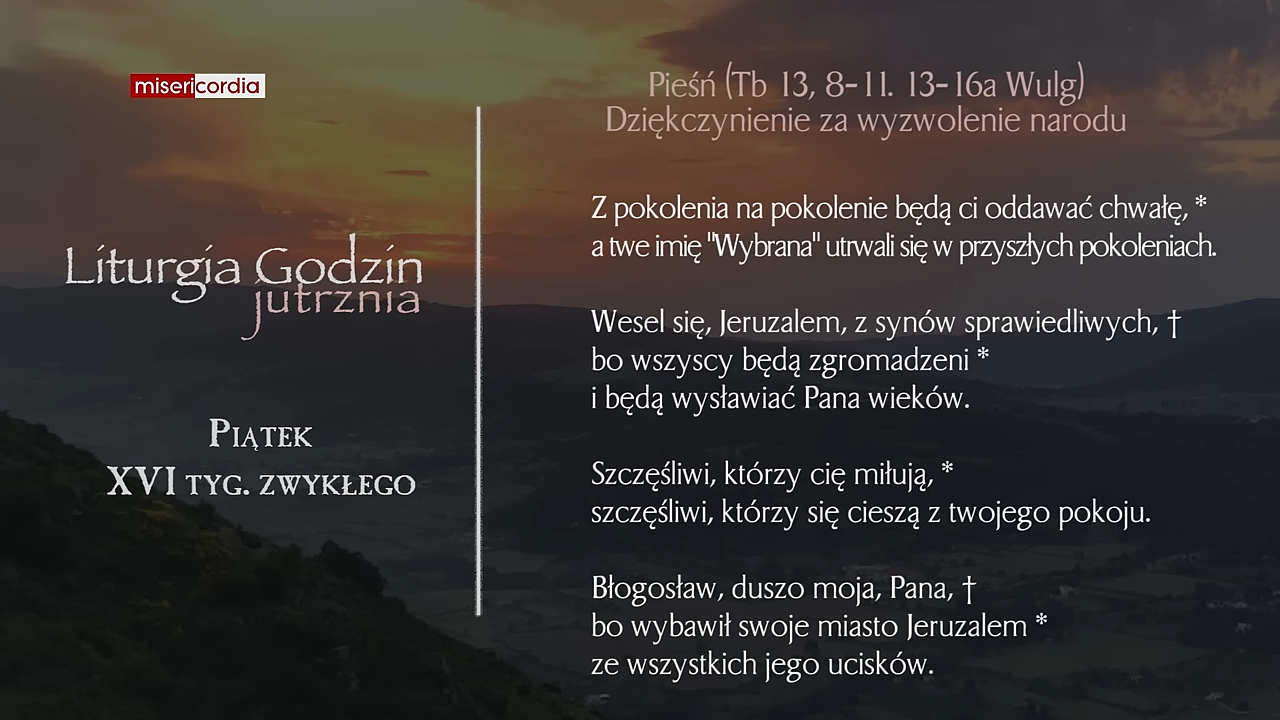 misericordia
Liturgia Godzin
jutrznia
Piątek
XVI tyg. zwykłego
Pieśń (Tb 13, 8-11. 13-16a Wulg)
Dziękczynienie za wyzwolenie narodu
Z pokolenia na pokolenie będą ci oddawać chwałę, *
a twe imię "Wybrana" utrwali się w przyszłych pokoleniach.
Wesel się, Jeruzalem, z synów sprawiedliwych, †
bo wszyscy będą zgromadzeni *
i będą wysławiać Pana wieków.
Szczęśliwi, którzy cię miłują, *
szczęśliwi, którzy się cieszą z twojego pokoju.
Błogosław, duszo moja, Pana, †
bo wybawił swoje miasto Jeruzalem *
ze wszystkich jego ucisków.